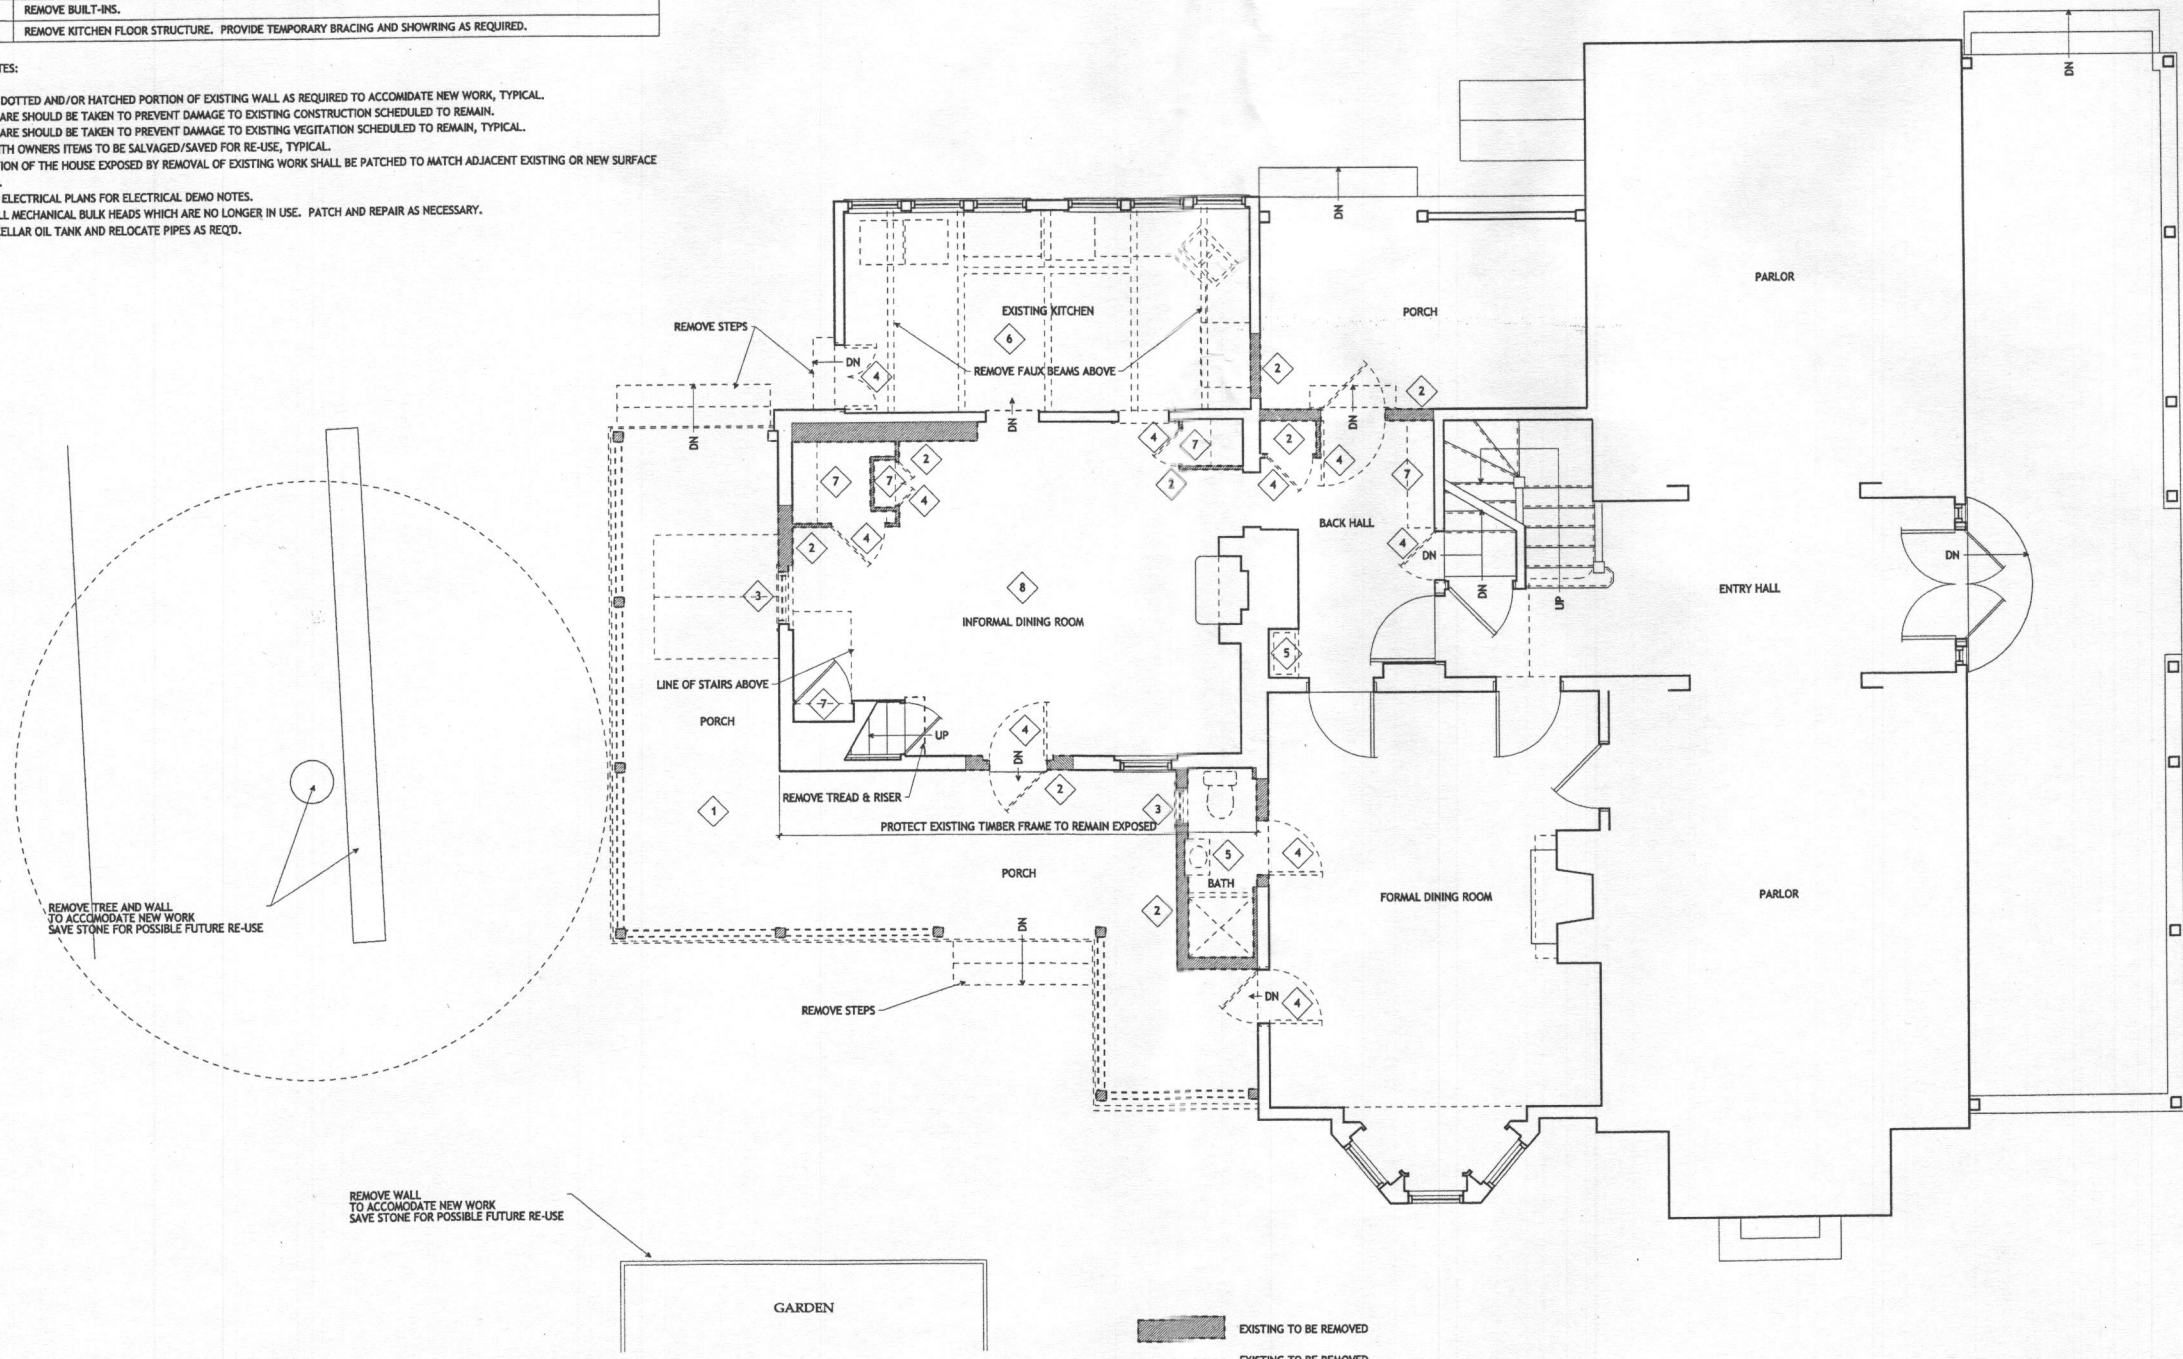 REMOVE BUILT-INS.
REMOVE KITCHEN FLOOR STRUCTURE. PROVIDE TEMPORARY BRACING AND SHOWRING AS REQUIRED.
TES:
DOTTED AND/OR HATCHED PORTION OF EXISTING WALL AS REQUIRED TO ACCOMIDATE NEW WORK, TYPICAL.
ARE SHOULD BE TAKEN TO PREVENT DAMAGE TO EXISTING CONSTRUCTION SCHEDULED TO REMAIN.
ARE SHOULD BE TAKEN TO PREVENT DAMAGE TO EXISTING VEGITATION SCHEDULED TO REMAIN, TYPICAL.
TH OWNERS ITEMS TO BE SALVAGED/SAVED FOR RE-USE, TYPICAL.
ION OF THE HOUSE EXPOSED BY REMOVAL OF EXISTING WORK SHALL BE PATCHED TO MATCH ADJACENT EXISTING OR NEW SURFACE
ELECTRICAL PLANS FOR ELECTRICAL DEMO NOTES.
LL MECHANICAL BULK HEADS WHICH ARE NO LONGER IN USE. PATCH AND REPAIR AS NECESSARY.
ELLAR OIL TANK AND RELOCATE PIPES AS REQ'D.
DN
DN
PARLOR
EXISTING KITCHEN
PORCH
REMOVE STEPS
6
DN
4
REMOVE FAUX BEAMS ABOVE
2
2
DN
DN
DN
4
7
2
2
4
7
7
2
4
4
7
4
2
4
BACK HALL
4
DN
DN
DN
UP
3
8
INFORMAL DINING ROOM
ENTRY HALL
5
LINE OF STAIRS ABOVE
7
PORCH
4
UP
DN
REMOVE TREAD & RISER
2
3
1
PROTECT EXISTING TIMBER FRAME TO REMAIN EXPOSED
4
5
BATH
PORCH
2
FORMAL DINING ROOM
PARLOR
REMOVE TREE AND WALL
TO ACCOMODATE NEW WORK
SAVE STONE FOR POSSIBLE FUTURE RE-USE
DN
REMOVE STEPS
DN
4
REMOVE WALL
TO ACCOMODATE NEW WORK
SAVE STONE FOR POSSIBLE FUTURE RE-USE
GARDEN
EXISTING TO BE REMOVED
EXISTING TO BE REMOVED